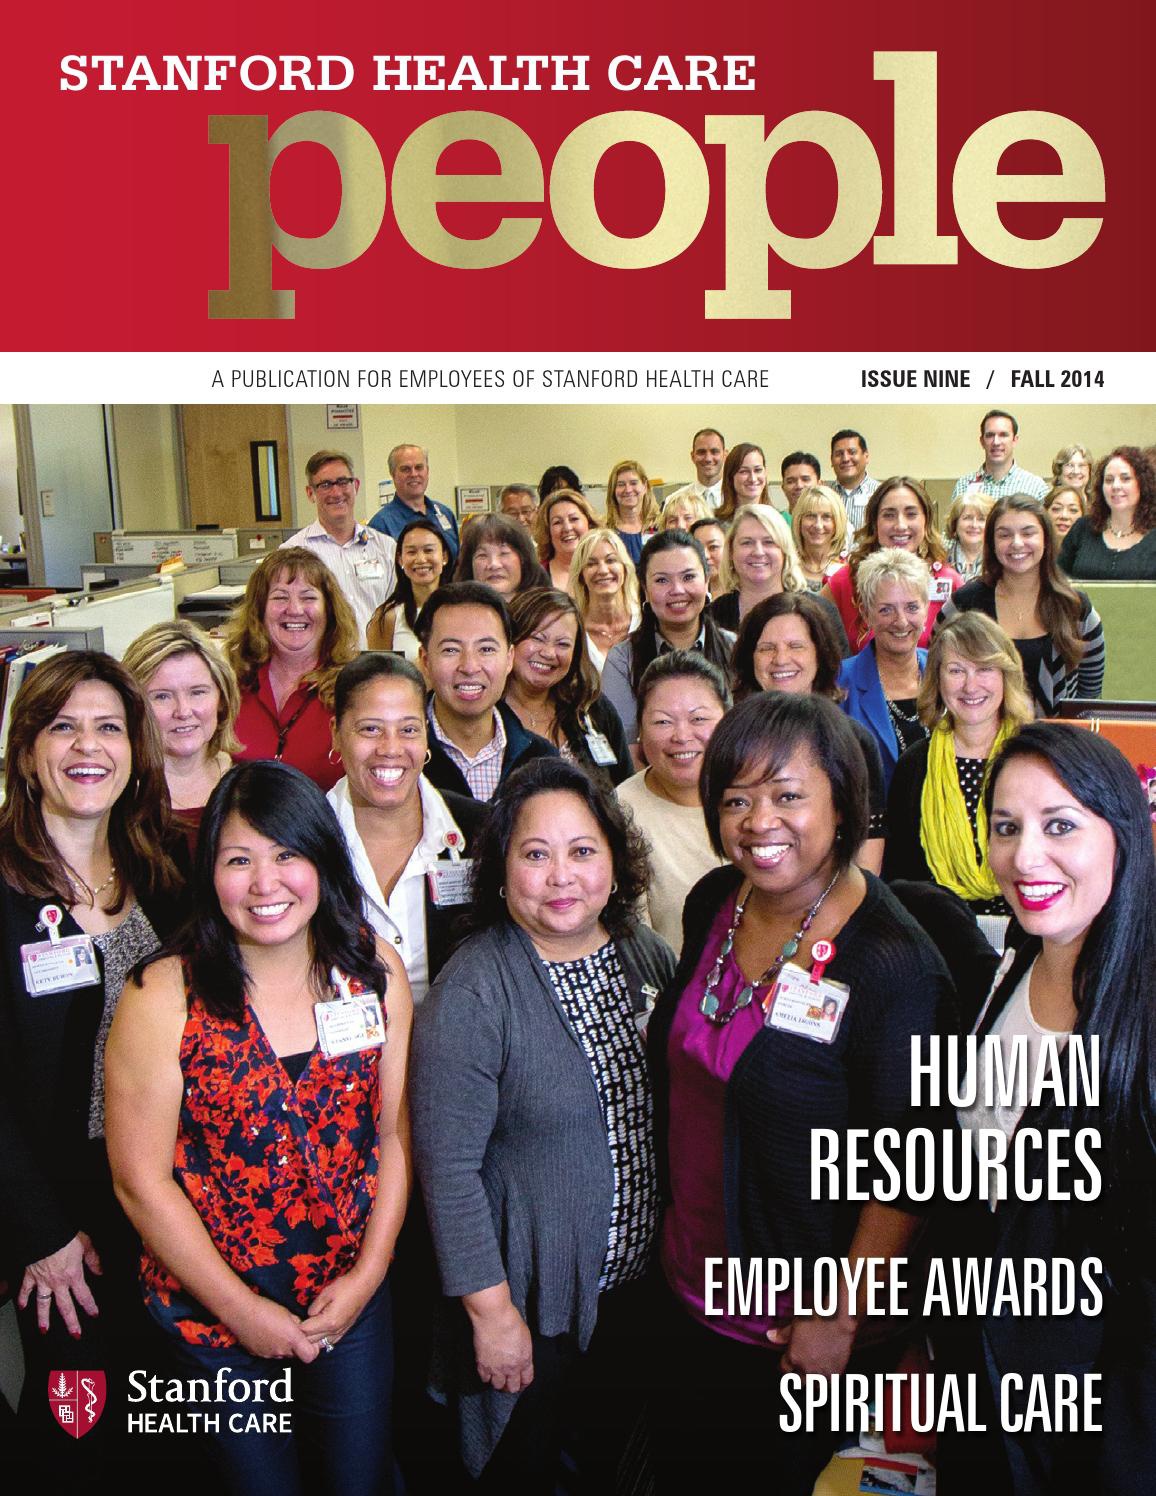 STANFORD HEALTH CARE
people
A PUBLICATION FOR EMPLOYEES OF STANFORD HEALTH CARE ISSUE NINE / FALL 2014
HUMAN
RESOURCES
EMPLOYEE AWARDS
SPIRITUAL CARE
Stanford
HEALTH CARE